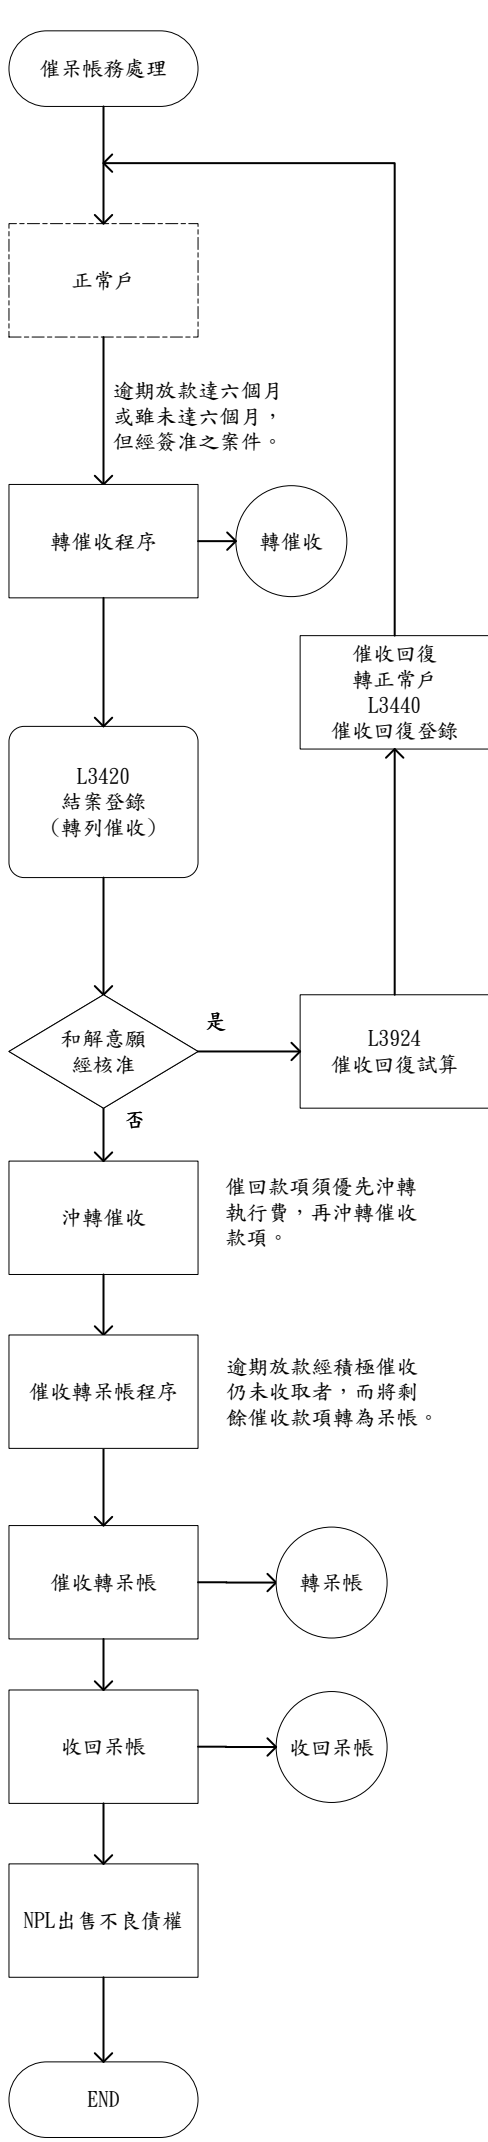 催呆帳務處理
正常戶
逾期放款達六個月
或雖未達六個月，
但經簽准之案件。
轉催收程序
轉催收
催收回復
轉正常戶
L3440
催收回復登錄
L3420
結案登錄
(轉列催收)
和解意願
經核准
是
L3924
催收回復試算
否
沖轉催收
催回款項須優先沖轉
執行費，再沖轉催收
款項。
催收轉呆帳程序
逾期放款經積極催收
仍未收取者，而將剩
餘催收款項轉為呆帳。
催收轉呆帳
轉呆帳
收回呆帳
收回呆帳
NPL出售不良債權
END